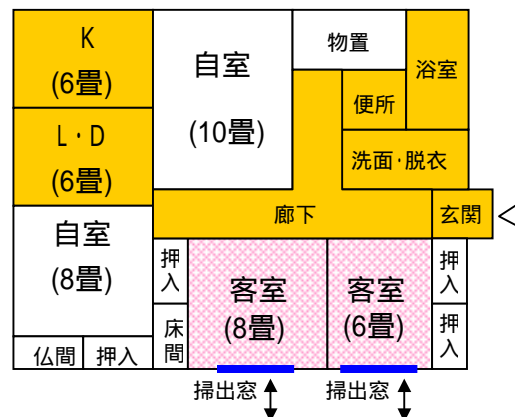 K
(6畳)
自室
(10畳)
物置
浴室
便所
L・D
(6畳)
洗面・脱衣
自室
(8畳)
廊下
玄関
押入
床間
客室
(8畳)
客室
(6畳)
押入
押入
仏間
押入
掃出窓
掃出窓